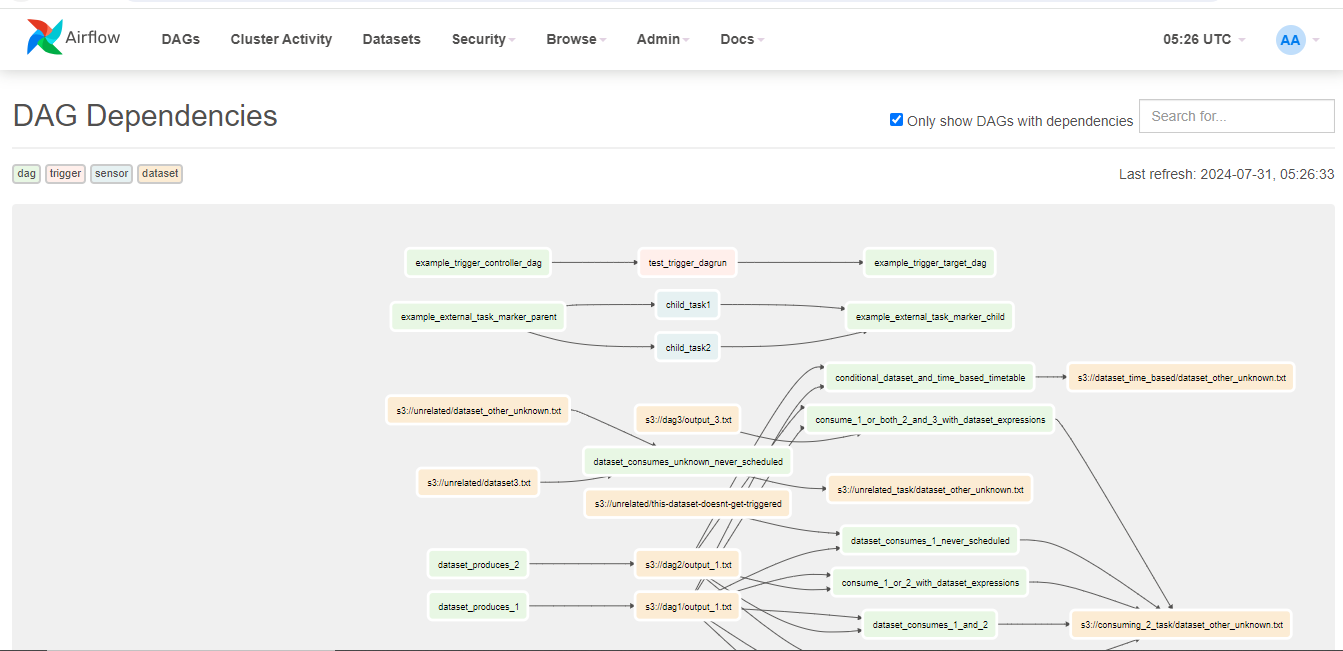 Airflow DAGs Cluster Activity Datasets Security Browse Admin Docs 05:26 UTC AA
DAG Dependencies
Only show DAGs with dependencies Search for...
dag trigger sensor dataset Last refresh: 2024-07-31, 05:26:33
example_trigger_controller_dag test_trigger_dagrun example_trigger_target_dag
child_task1
example_external_task_marker_parent example_external_task_marker_child
child_task2
conditional_dataset_and_time_based_timetable s3://dataset_time_based/dataset_other_unknown.txt
s3://unrelated/dataset_other_unknown.txt s3://dag3/output_3.txt consume_1_or_both_2_and_3_with_dataset_expressions
dataset_consumes_unknown_never_scheduled
s3://unrelated/dataset3.txt s3://unrelated_task/dataset_other_unknown.txt
s3://unrelated/this-dataset-doesnt-get-triggered
dataset_consumes_1_never_scheduled
dataset_produces_2 s3://dag2/output_1.txt
consume_1_or_2_with_dataset_expressions
dataset_produces_1 s3://dag1/output_1.txt
dataset_consumes_1_and_2 s3://consuming_2_task/dataset_other_unknown.txt